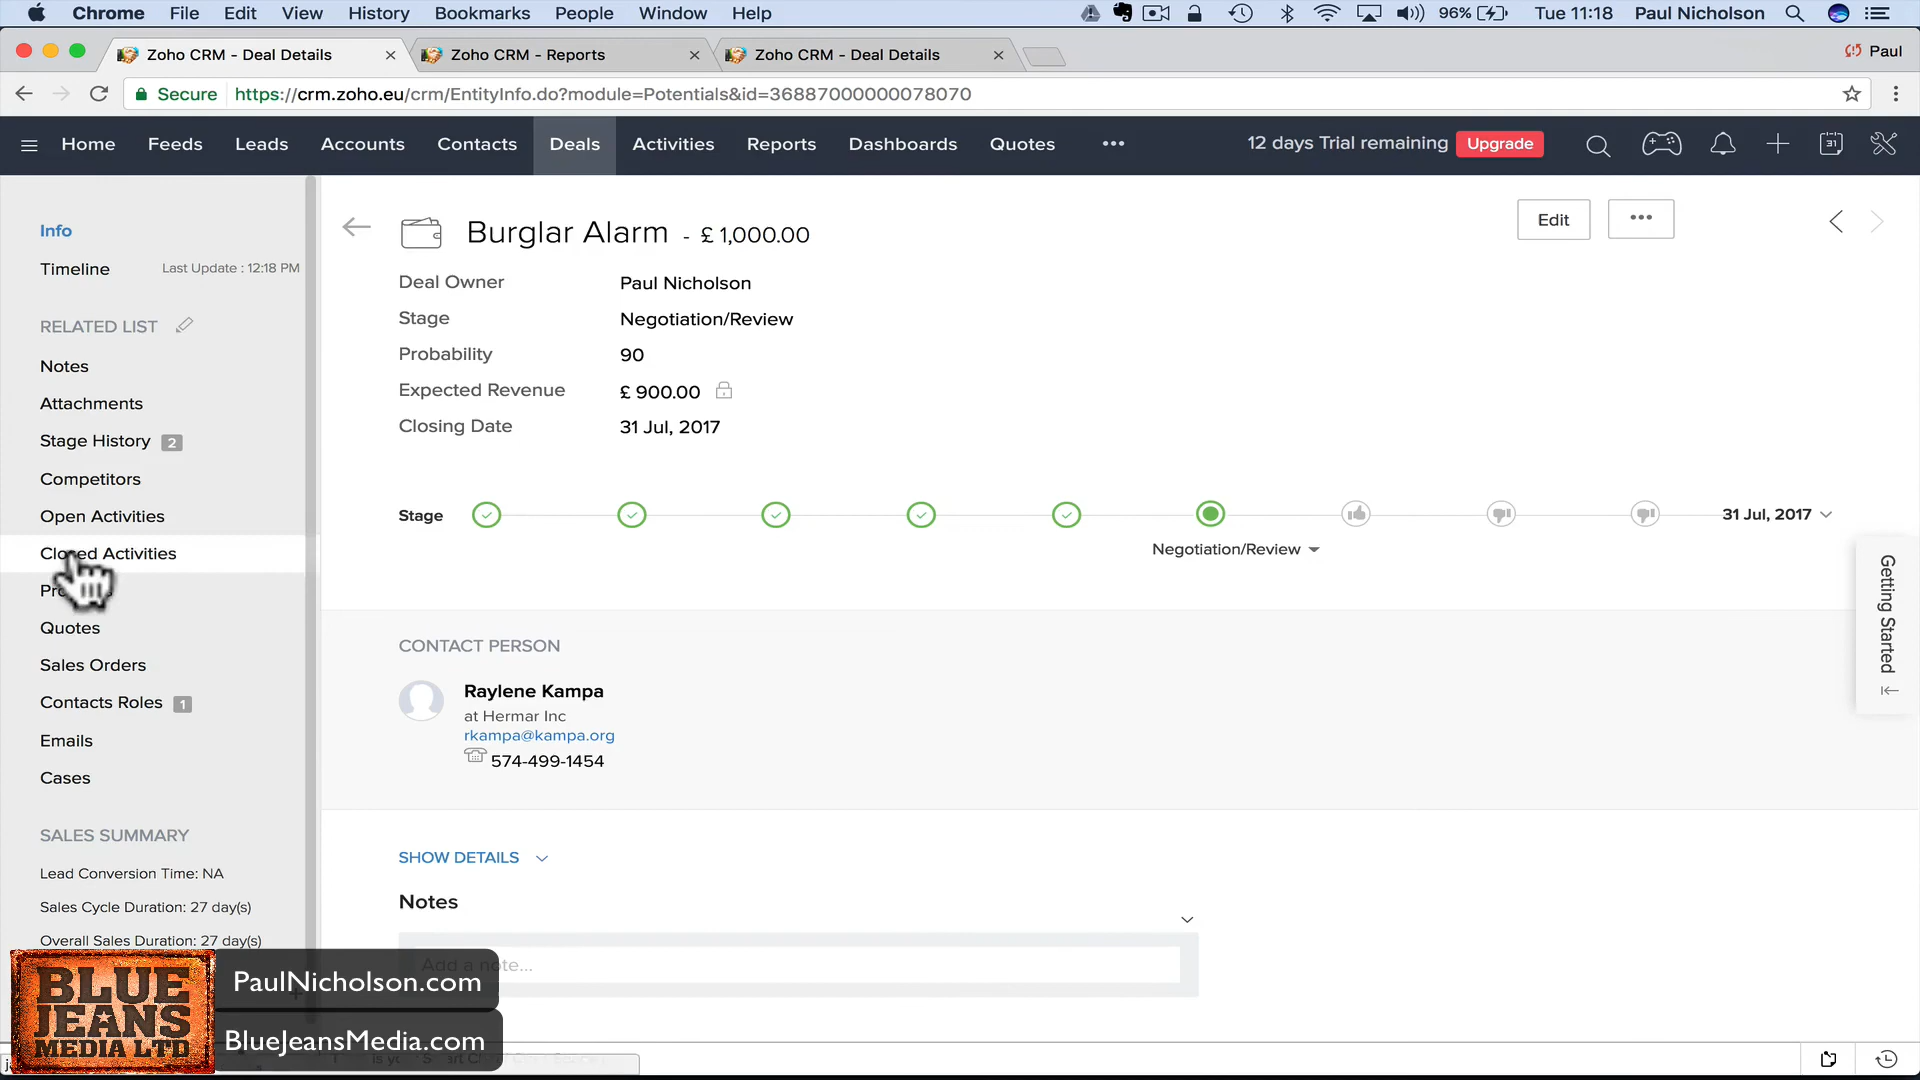 Chrome File Edit View History Bookmarks People Window Help 96% Tue 11:18 Paul Nicholson
Zoho CRM - Deal Details Zoho CRM - Reports Zoho CRM - Deal Details Paul
Secure https://crm.zoho.eu/crm/EntityInfo.do?module=Potentials&id=36887000000078070
Home Feeds Leads Accounts Contacts Deals Activities Reports Dashboards Quotes 12 days Trial remaining Upgrade 31
Info
Timeline Last Update : 12:18 PM
RELATED LIST
Notes
Attachments
Stage History 2
Competitors
Open Activities
Closed Activities
Quotes
Sales Orders
Contacts Roles 1
Emails
Cases
SALES SUMMARY
Lead Conversion Time: NA
Sales Cycle Duration: 27 day(s)
Overall Sales Duration: 27 day(s)
Burglar Alarm - £ 1,000.00
Edit
Deal Owner Paul Nicholson
Stage Negotiation/Review
Probability 90
Expected Revenue £ 900.00
Closing Date 31 Jul, 2017
Stage 31 Jul, 2017
Negotiation/Review
Getting Started
CONTACT PERSON
Raylene Kampa
at Hermar Inc
rkampa@kampa.org
574-499-1454
SHOW DETAILS
Notes
Add a note...
BLUE
JEANS
MEDIA LTD
PaulNicholson.com
BlueJeansMedia.com